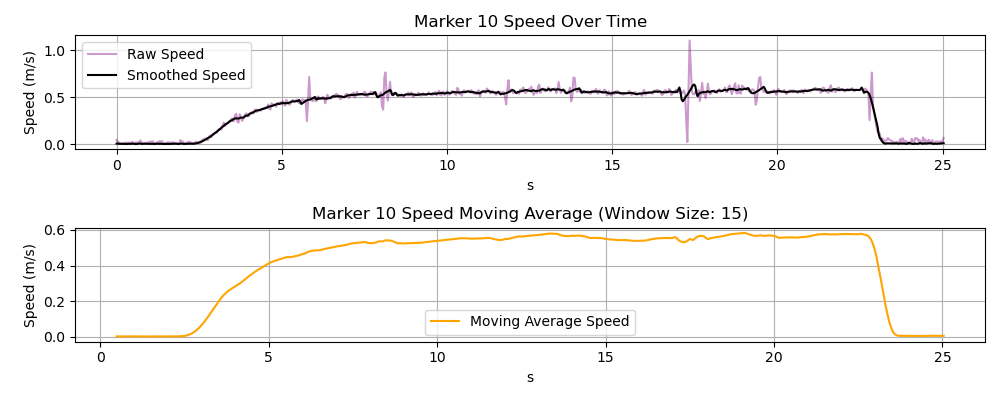 Marker 10 Speed Over Time
Speed (m/s)
1.0
0.5
0.0
Raw Speed
Smoothed Speed
0 5 10 15 20 25
s
Marker 10 Speed Moving Average (Window Size: 15)
Speed (m/s)
0.6
0.4
0.2
0.0
Moving Average Speed
0 5 10 15 20 25
s